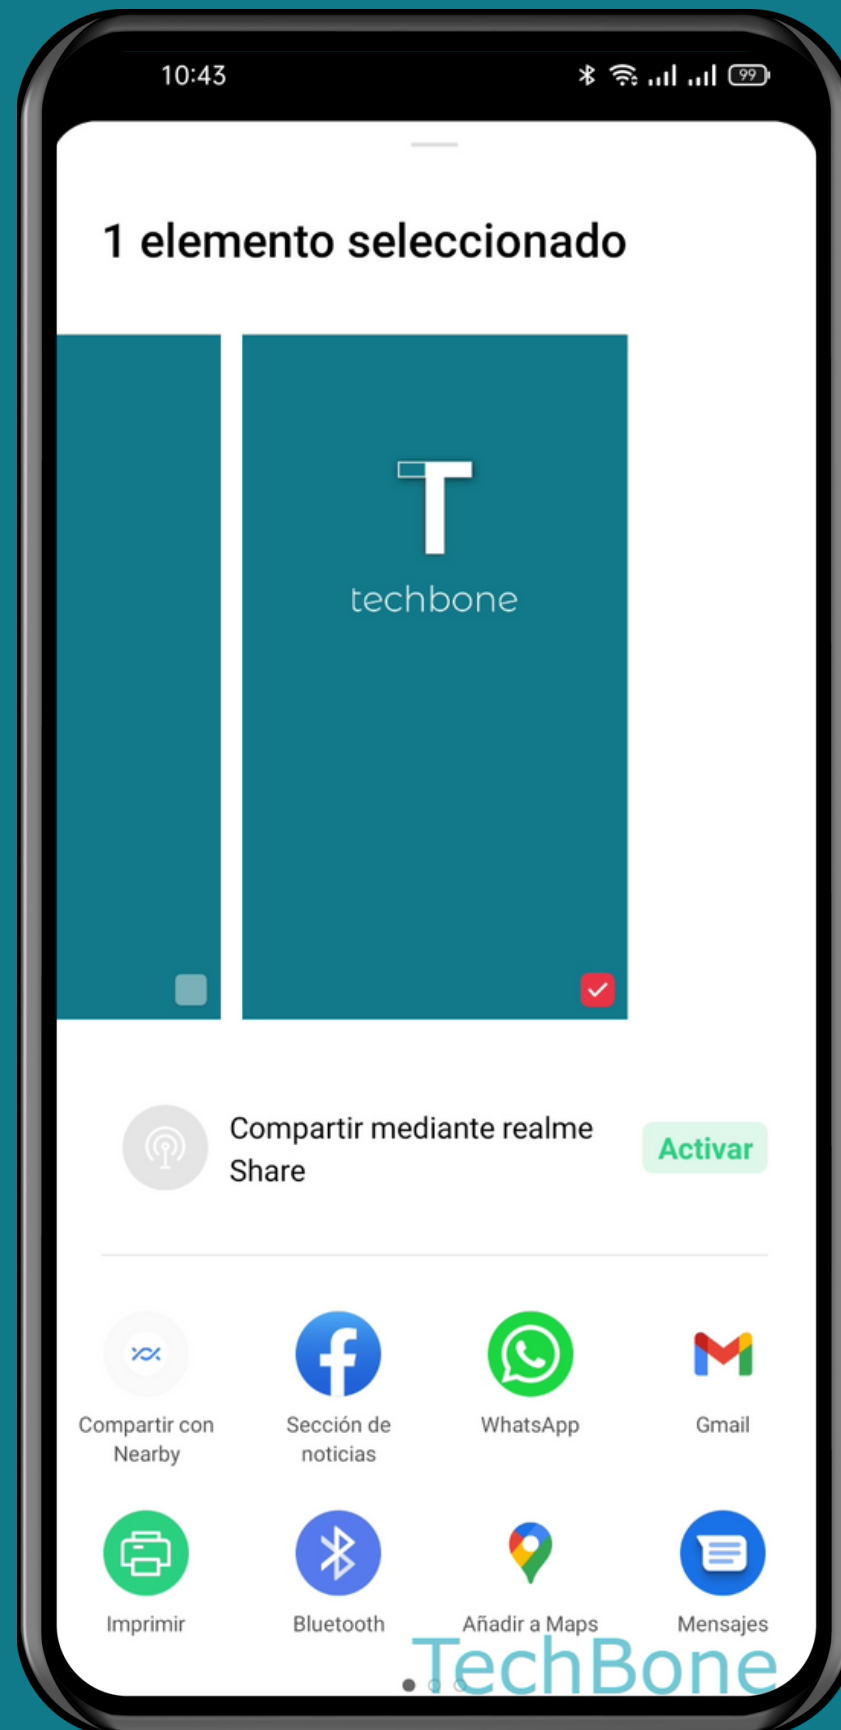 10:43
99
1 elemento seleccionado
T
techbone
Compartir mediante realme
Share
Activar
Compartir con
Nearby
Sección de
noticias
WhatsApp
Gmail
Imprimir
Bluetooth
Añadir a Maps
Mensajes
TechBone